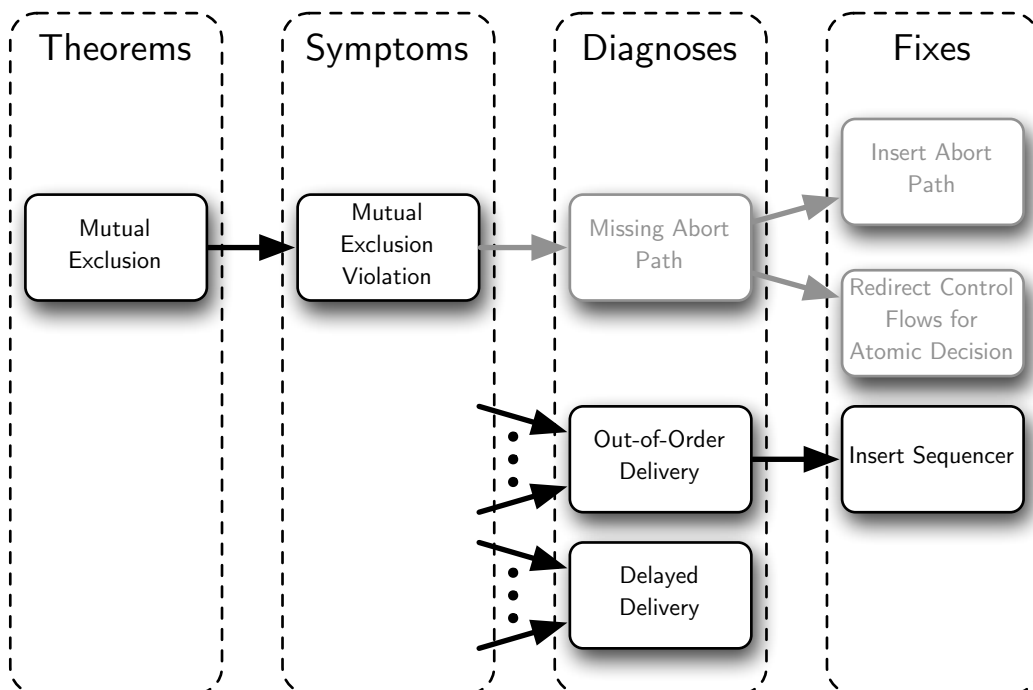 Theorems
Symptoms
Diagnoses
Fixes
Mutual
Exclusion
Mutual
Exclusion
Violation
Missing Abort
Path
Insert Abort
Path
Redirect Control
Flows for
Atomic Decision
Out-of-Order
Delivery
Insert Sequencer
Delayed
Delivery